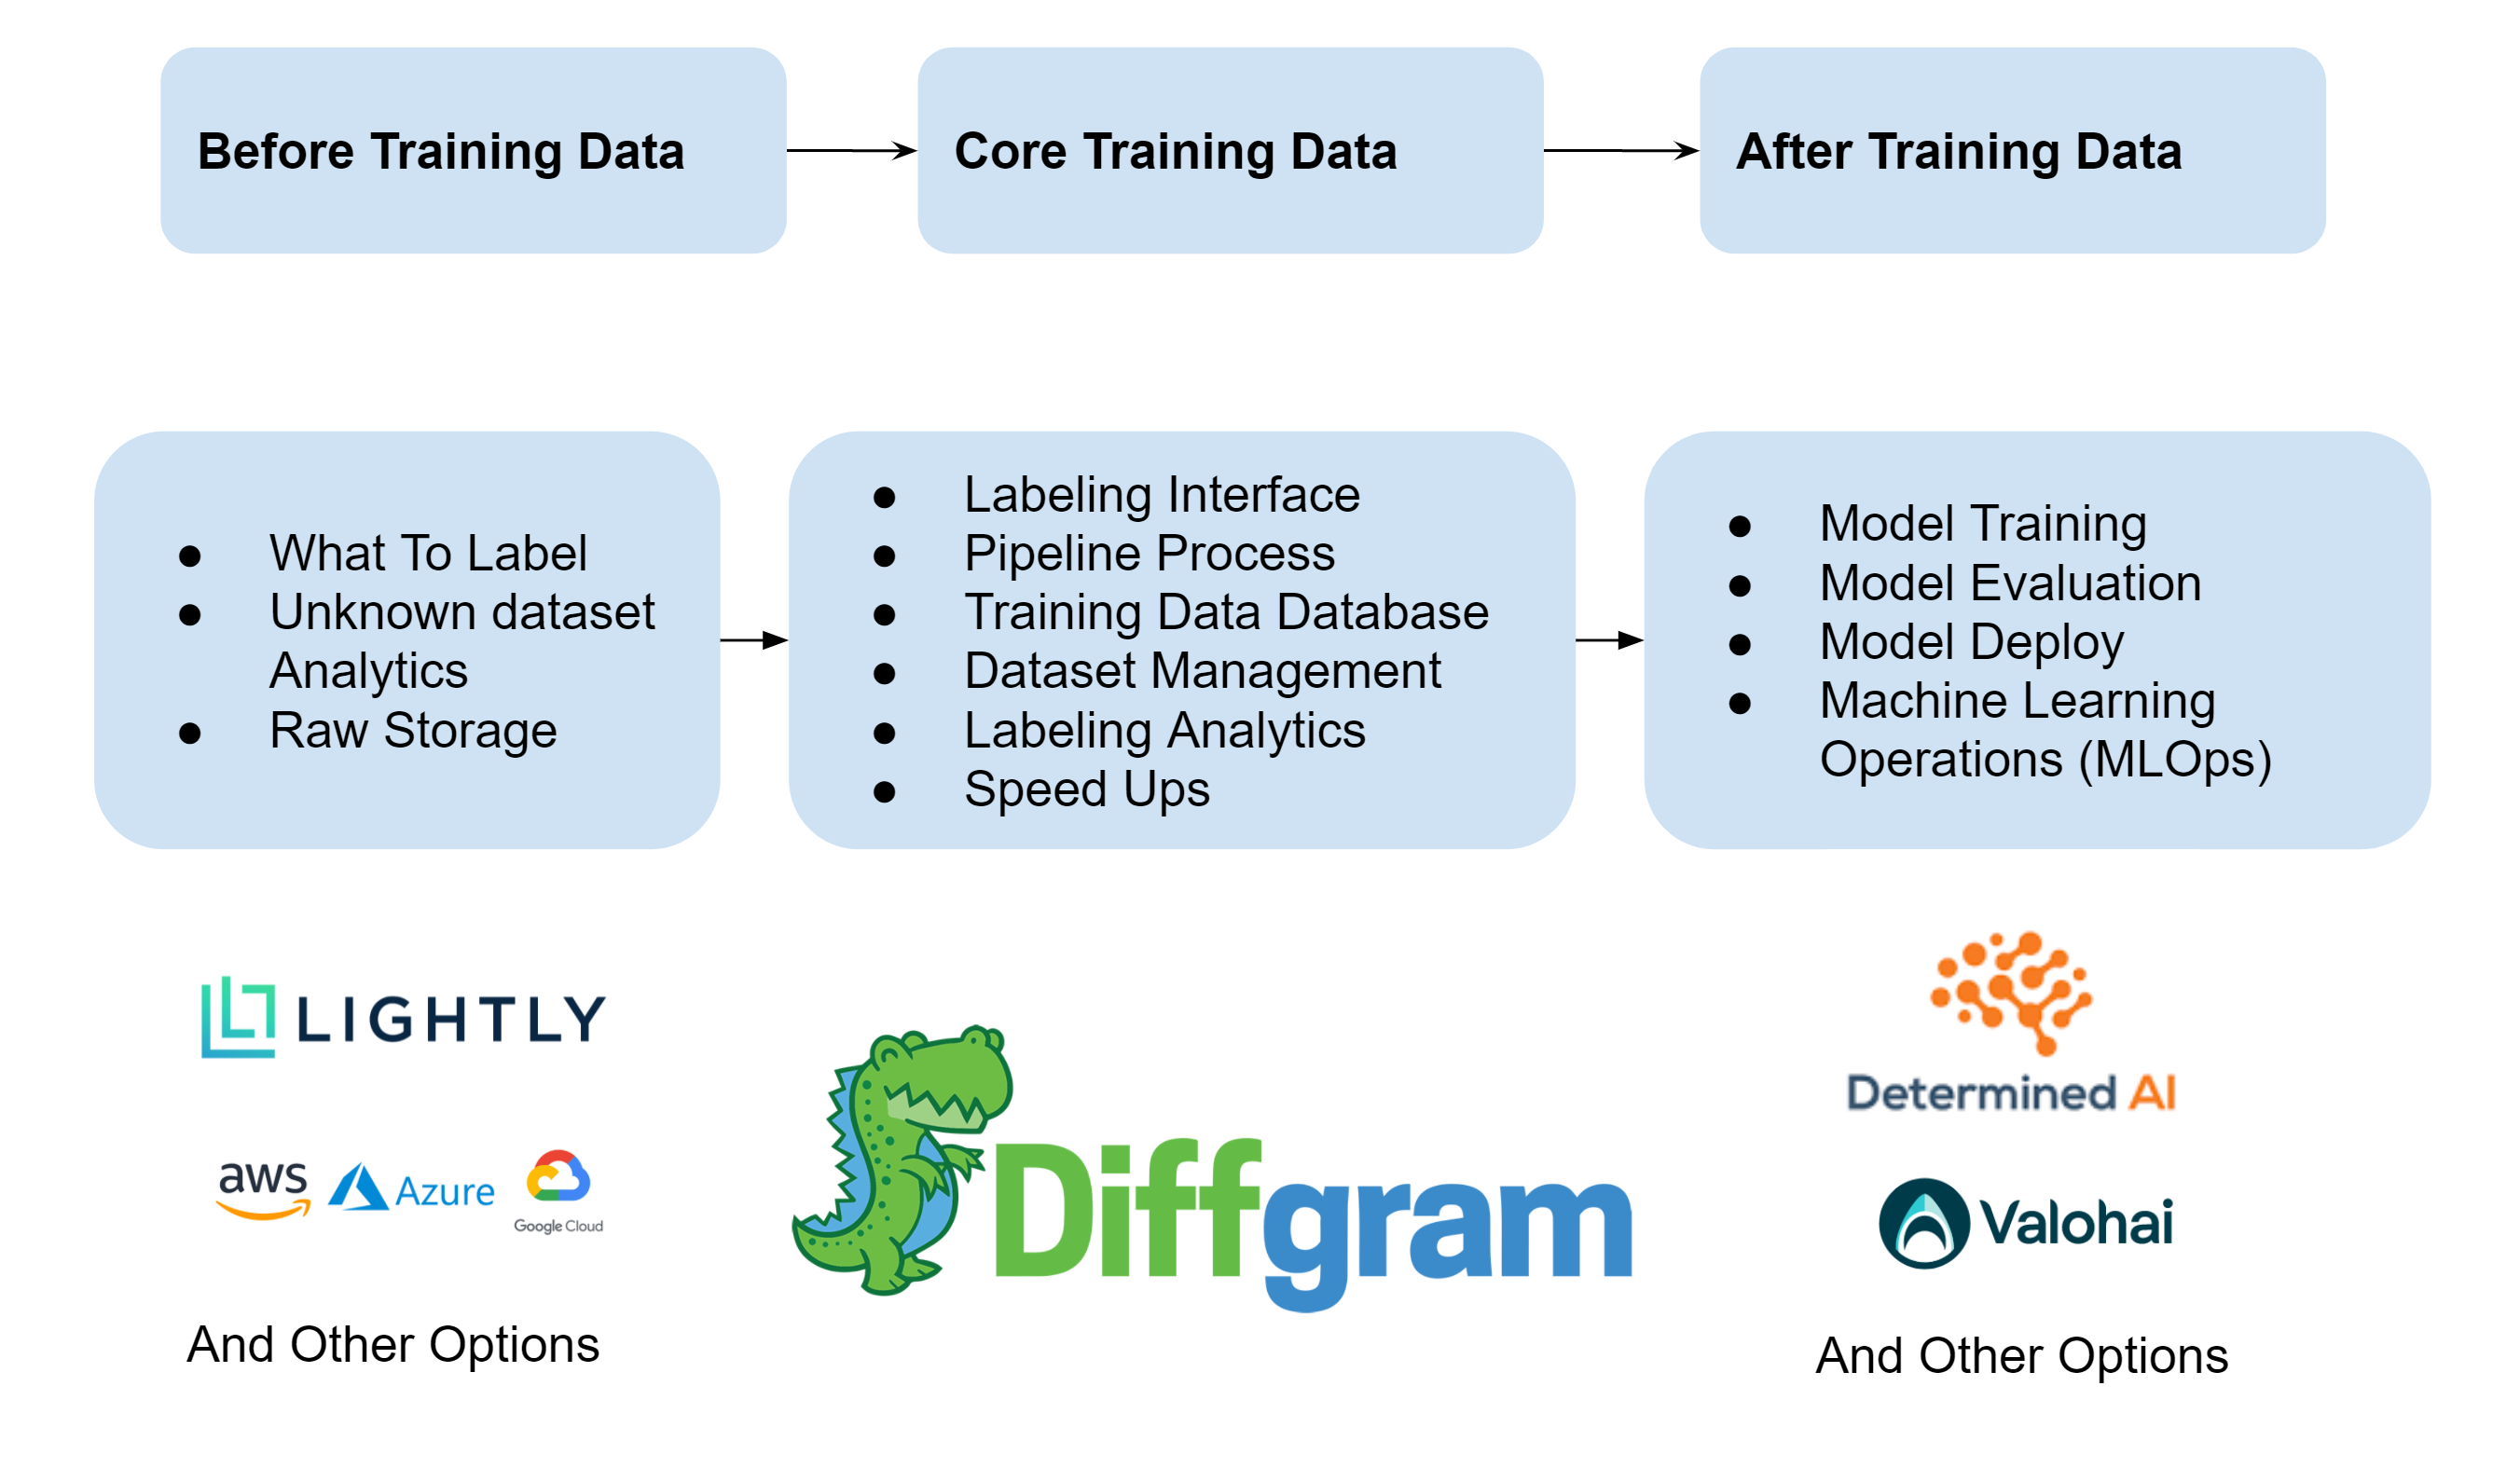 Before Training Data
Core Training Data
After Training Data
● What To Label
● Unknown dataset
Analytics
● Raw Storage
● Labeling Interface
● Pipeline Process
● Training Data Database
● Dataset Management
● Labeling Analytics
● Speed Ups
● Model Training
● Model Evaluation
● Model Deploy
● Machine Learning
Operations (MLOps)
LIGHTLY
aws
Azure
Google Cloud
And Other Options
Diffgram
Determined AI
Valohai
And Other Options